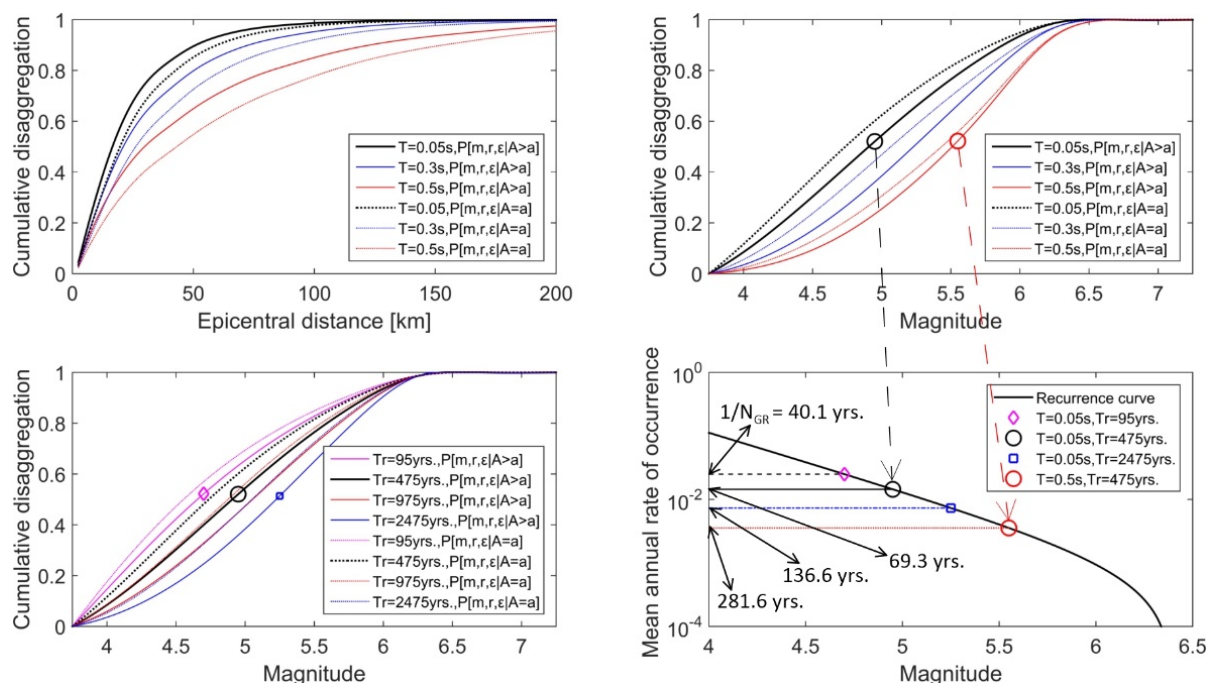 Cumulative disaggregation
1
0.8
0.6
0.4
0.2
0
T=0.05s,P[m,r,ε|A>a]
T=0.3s,P[m,r,ε|A>a]
T=0.5s,P[m,r,ε|A>a]
T=0.05,P[m,r,ε|A=a]
T=0.3s,P[m,r,ε|A=a]
T=0.5s,P[m,r,ε|A=a]
0 50 100 150 200
Epicentral distance [km]
Cumulative disaggregation
1
0.8
0.6
0.4
0.2
0
T=0.05s,P[m,r,ε|A>a]
T=0.3s,P[m,r,ε|A>a]
T=0.5s,P[m,r,ε|A>a]
T=0.05,P[m,r,ε|A=a]
T=0.3s,P[m,r,ε|A=a]
T=0.5s,P[m,r,ε|A=a]
4 4.5 5 5.5 6 6.5 7
Magnitude
Cumulative disaggregation
1
0.8
0.6
0.4
0.2
0
Tr=95yrs.,P[m,r,ε|A>a]
Tr=475yrs.,P[m,r,ε|A>a]
Tr=975yrs.,P[m,r,ε|A>a]
Tr=2475yrs.,P[m,r,ε|A>a]
Tr=95yrs.,P[m,r,ε|A=a]
Tr=475yrs.,P[m,r,ε|A=a]
Tr=975yrs.,P[m,r,ε|A=a]
Tr=2475yrs.,P[m,r,ε|A=a]
4 4.5 5 5.5 6 6.5 7
Magnitude
Mean annual rate of occurrence
10^0
10^-2
10^-4
1/N_GR = 40.1 yrs.
Recurrence curve
T=0.05s,Tr=95yrs.
T=0.05s,Tr=475yrs.
T=0.05s,Tr=2475yrs.
T=0.5s,Tr=475yrs.
69.3 yrs.
136.6 yrs.
281.6 yrs.
4 4.5 5 5.5 6 6.5
Magnitude